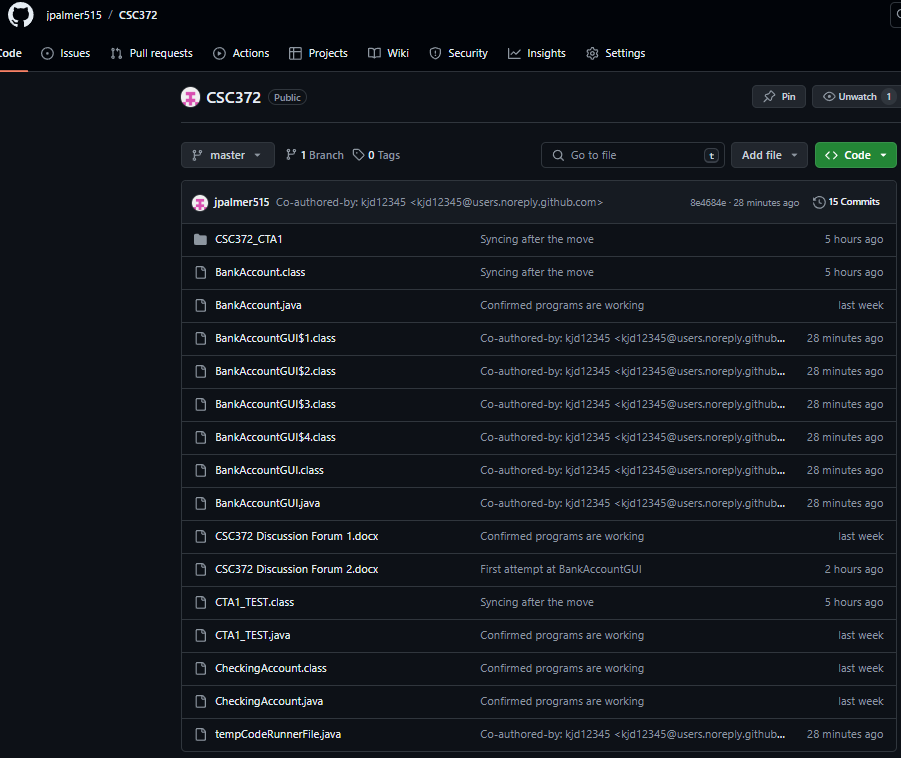 jpalmer515 / CSC372
Code Issues Pull requests Actions Projects Wiki Security Insights Settings
CSC372 Public Pin Unwatch 1
master 1 Branch 0 Tags Go to file t Add file Code
jpalmer515 Co-authored-by: kjd12345 <kjd12345@users.noreply.github.com> 8e4684e · 28 minutes ago 15 Commits
CSC372_CTA1 Syncing after the move 5 hours ago
BankAccount.class Syncing after the move 5 hours ago
BankAccount.java Confirmed programs are working last week
BankAccountGUI$1.class Co-authored-by: kjd12345 <kjd12345@users.noreply.github... 28 minutes ago
BankAccountGUI$2.class Co-authored-by: kjd12345 <kjd12345@users.noreply.github... 28 minutes ago
BankAccountGUI$3.class Co-authored-by: kjd12345 <kjd12345@users.noreply.github... 28 minutes ago
BankAccountGUI$4.class Co-authored-by: kjd12345 <kjd12345@users.noreply.github... 28 minutes ago
BankAccountGUI.class Co-authored-by: kjd12345 <kjd12345@users.noreply.github... 28 minutes ago
BankAccountGUI.java Co-authored-by: kjd12345 <kjd12345@users.noreply.github... 28 minutes ago
CSC372 Discussion Forum 1.docx Confirmed programs are working last week
CSC372 Discussion Forum 2.docx First attempt at BankAccountGUI 2 hours ago
CTA1_TEST.class Syncing after the move 5 hours ago
CTA1_TEST.java Confirmed programs are working last week
CheckingAccount.class Confirmed programs are working last week
CheckingAccount.java Confirmed programs are working last week
tempCodeRunnerFile.java Co-authored-by: kjd12345 <kjd12345@users.noreply.github... 28 minutes ago